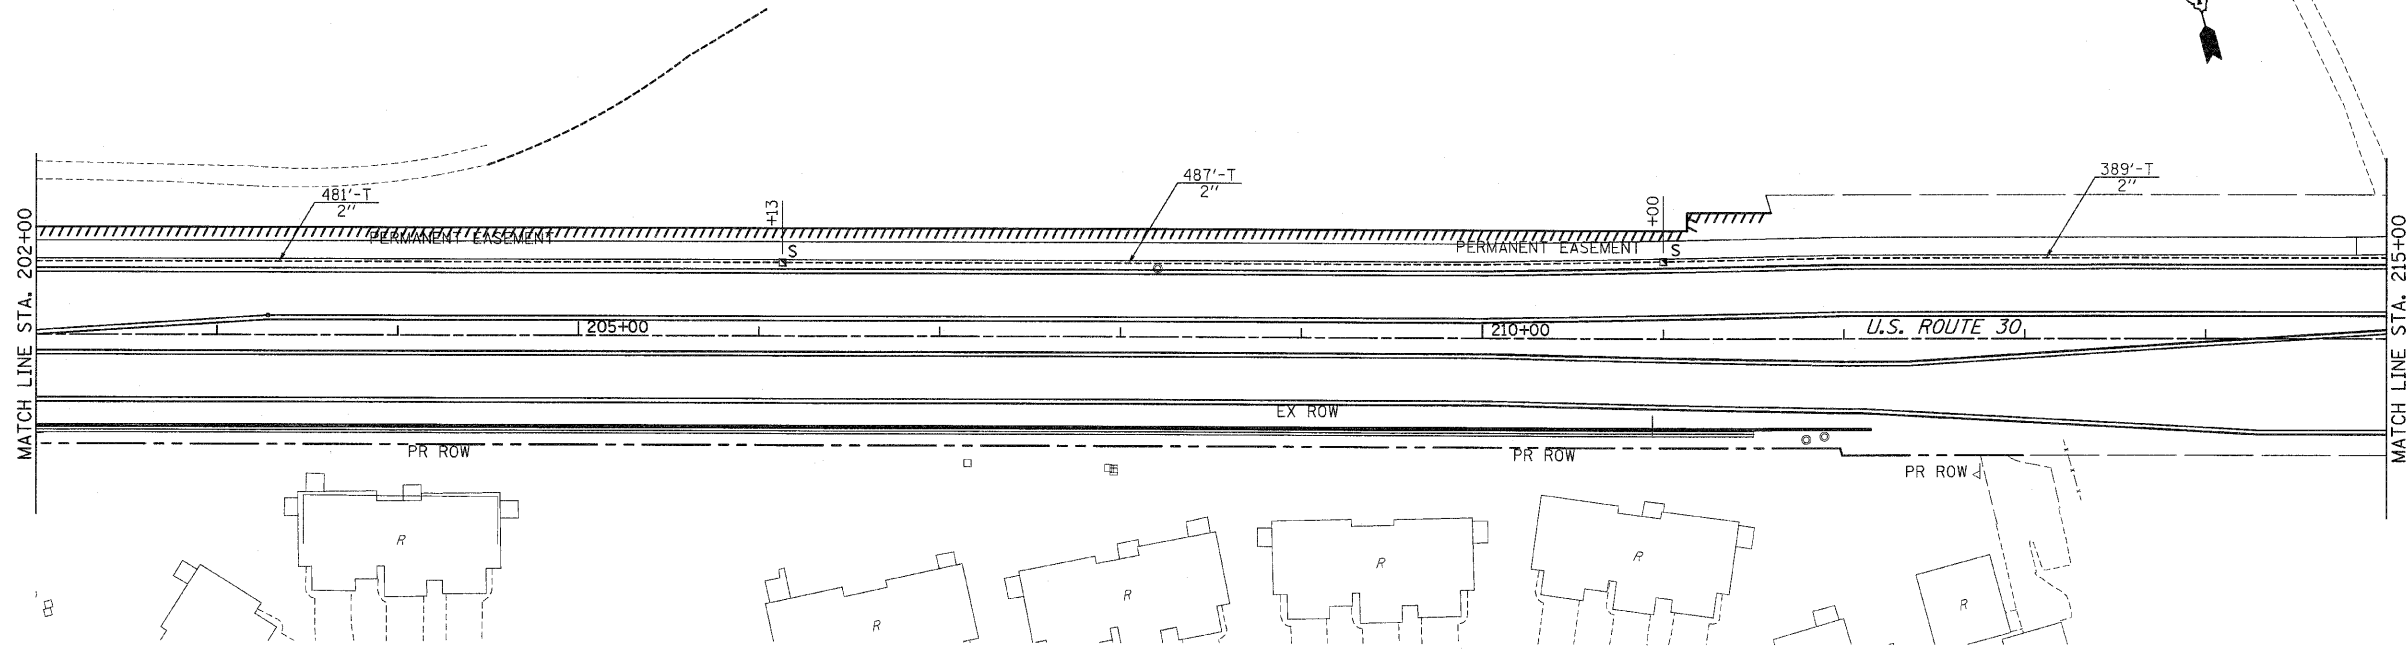 481'-T
2"
487'-T
2"
389'-T
2"
+13
+00
PERMANENT EASEMENT
PERMANENT EASEMENT
S
S
MATCH LINE STA. 202+00
MATCH LINE STA. 215+00
205+00
210+00
U.S. ROUTE 30
EX ROW
PR ROW
PR ROW
PR ROW
R
R
R
R
R
R